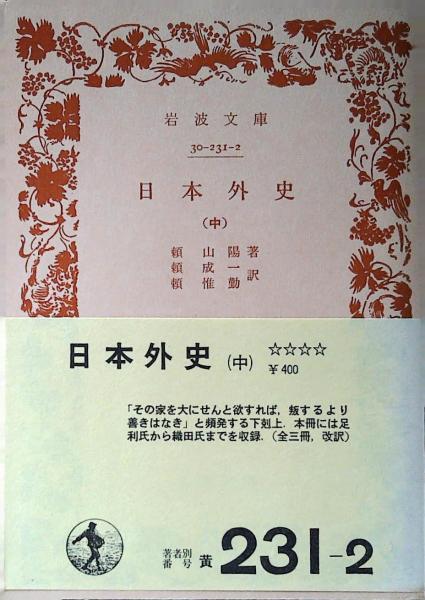 岩波文庫
30-231-2
日本外史
(中)
頼山陽著
頼成一
頼惟勤訳
日本外史(中) ☆☆☆☆
¥400
「その家を大にせんと欲すれば，叛するより
善きはなき」と頻発する下剋上．本冊には足
利氏から織田氏までを収録．(全三冊，改訳)
著者別
番号 黄 231-2